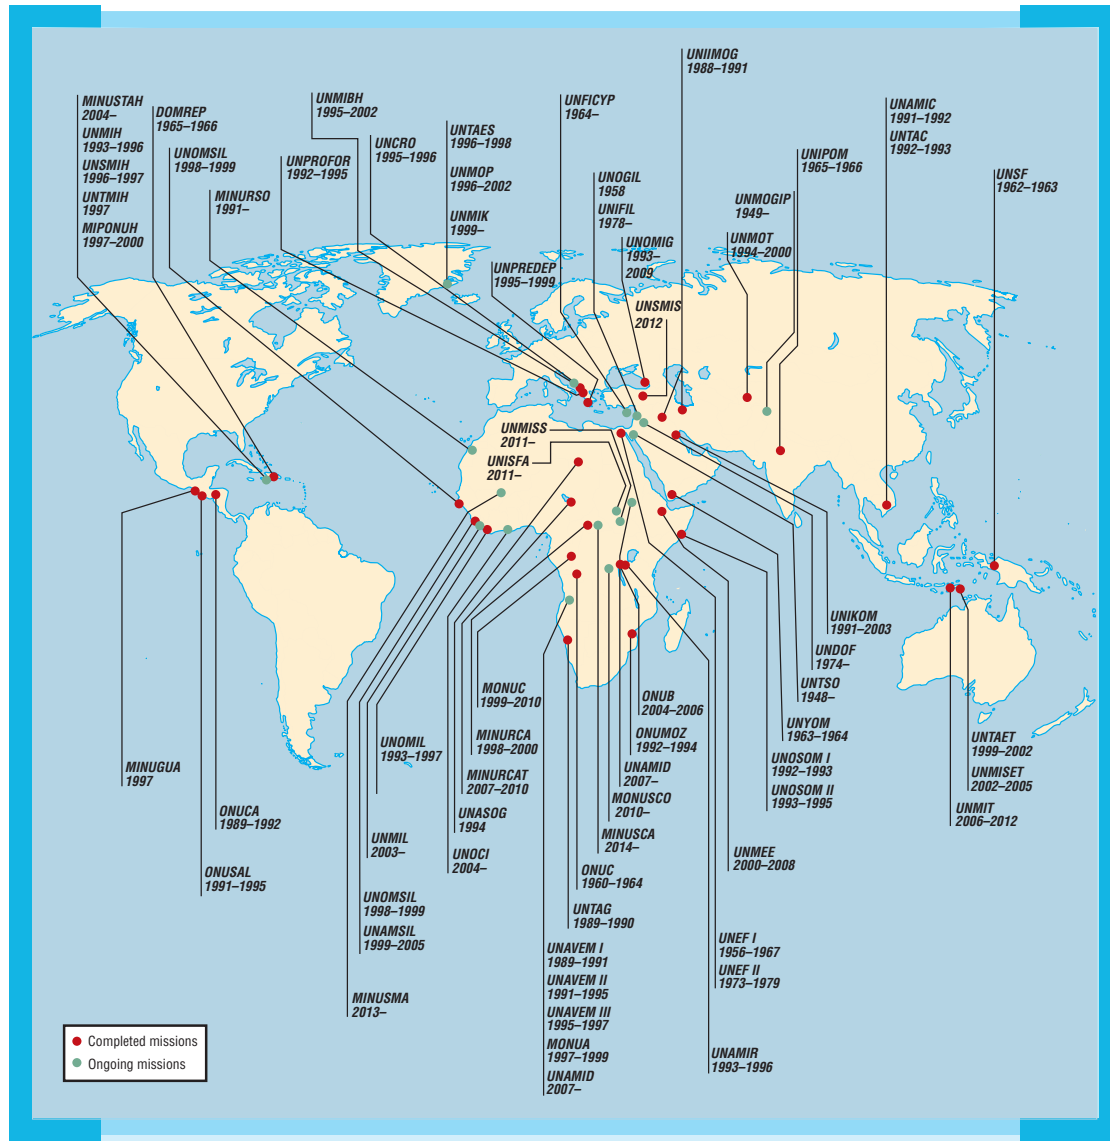 MINUSTAH
2004–
UNMIH
1993–1996
UNSMIH
1996–1997
UNTMIH
1997
MIPONUH
1997–2000
DOMREP
1965–1966
UNOMSIL
1998–1999
MINURSO
1991–
UNPROFOR
1992–1995
UNMIBH
1995–2002
UNCRO
1995–1996
UNTAES
1996–1998
UNMOP
1996–2002
UNMIK
1999–
UNPREDEP
1995–1999
UNFICYP
1964–
UNOGIL
1958
UNIFIL
1978–
UNOMIG
1993–
2009
UNSMIS
2012
UNIIMOG
1988–1991
UNMOGIP
1949–
UNMOT
1994–2000
UNIPOM
1965–1966
UNAMIC
1991–1992
UNTAC
1992–1993
UNSF
1962–1963
UNMISS
2011–
UNISFA
2011–
MINUGUA
1997
ONUCA
1989–1992
ONUSAL
1991–1995
UNOMIL
1993–1997
UNMIL
2003–
UNOMSIL
1998–1999
UNAMSIL
1999–2005
MINUSMA
2013–
MONUC
1999–2010
MINURCA
1998–2000
MINURCAT
2007–2010
UNASOG
1994
UNOCI
2004–
ONUB
2004–2006
ONUMOZ
1992–1994
UNAMID
2007–
MONUSCO
2010–
MINUSCA
2014–
ONUC
1960–1964
UNTAG
1989–1990
UNAVEM I
1989–1991
UNAVEM II
1991–1995
UNAVEM III
1995–1997
MONUA
1997–1999
UNAMID
2007–
UNIKOM
1991–2003
UNDOF
1974–
UNTSO
1948–
UNYOM
1963–1964
UNOSOM I
1992–1993
UNOSOM II
1993–1995
UNMEE
2000–2008
UNEF I
1956–1967
UNEF II
1973–1979
UNAMIR
1993–1996
UNTAET
1999–2002
UNMISET
2002–2005
UNMIT
2006–2012
Completed missions
Ongoing missions